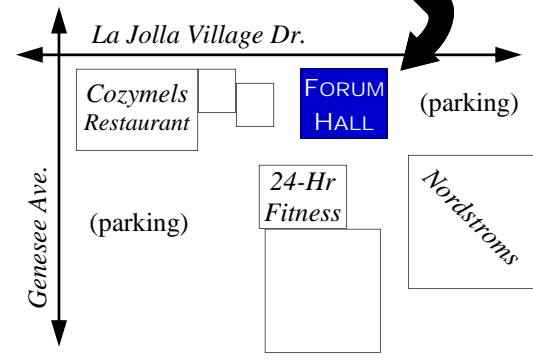 La Jolla Village Dr.
Cozymels
Restaurant
FORUM
HALL
(parking)
24-Hr
Fitness
Nordstroms
(parking)
Genesee Ave.